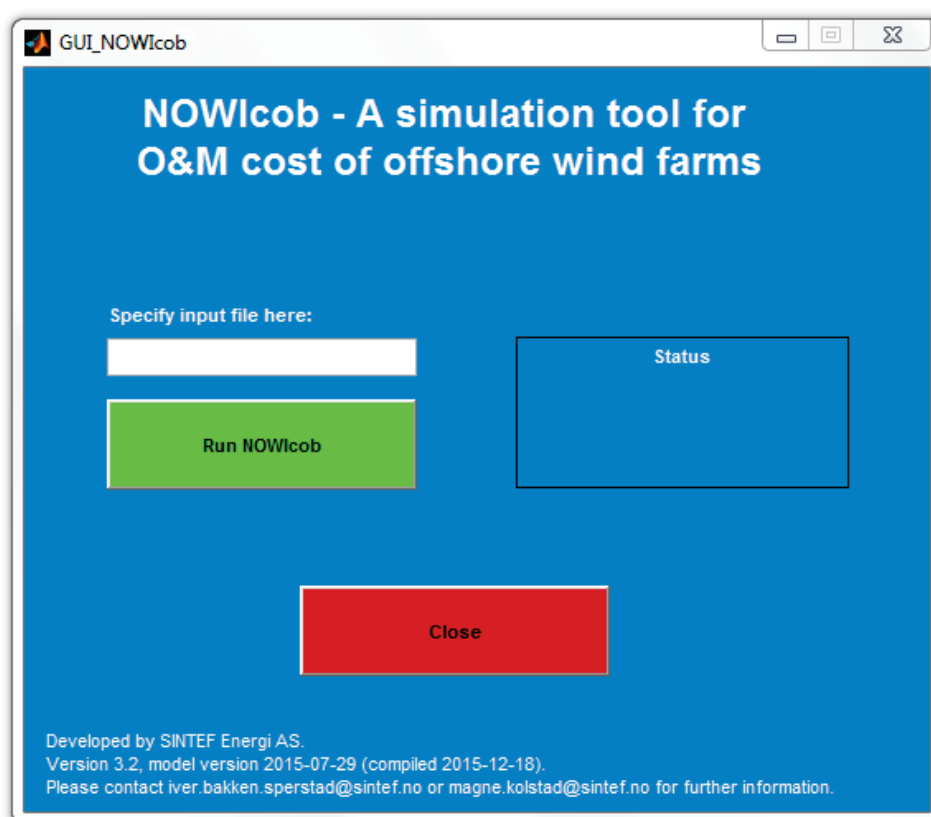 GUI_NOWIcob
NOWIcob - A simulation tool for
O&M cost of offshore wind farms
Specify input file here:
Status
Run NOWIcob
Close
Developed by SINTEF Energi AS.
Version 3.2, model version 2015-07-29 (compiled 2015-12-18).
Please contact iver.bakken.sperstad@sintef.no or magne.kolstad@sintef.no for further information.